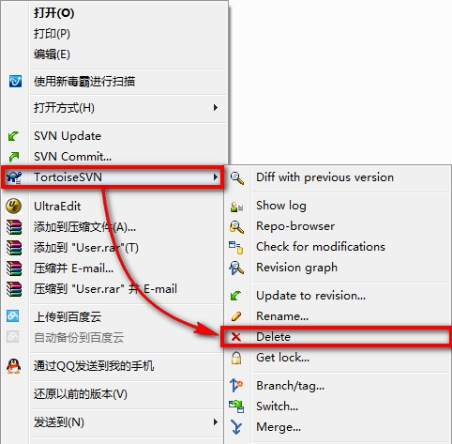 打开(O)
打印(P)
编辑(E)
使用新毒霸进行扫描
打开方式(H)
SVN Update
SVN Commit...
TortoiseSVN
UltraEdit
添加到压缩文件(A)...
添加到 "User.rar"(T)
压缩并 E-mail...
压缩到 "User.rar" 并 E-mail
上传到百度云
自动备份到百度云
通过QQ发送到我的手机
还原以前的版本(V)
发送到(N)
Diff with previous version
Show log
Repo-browser
Check for modifications
Revision graph
Update to revision...
Rename...
Delete
Get lock...
Branch/tag...
Switch...
Merge...